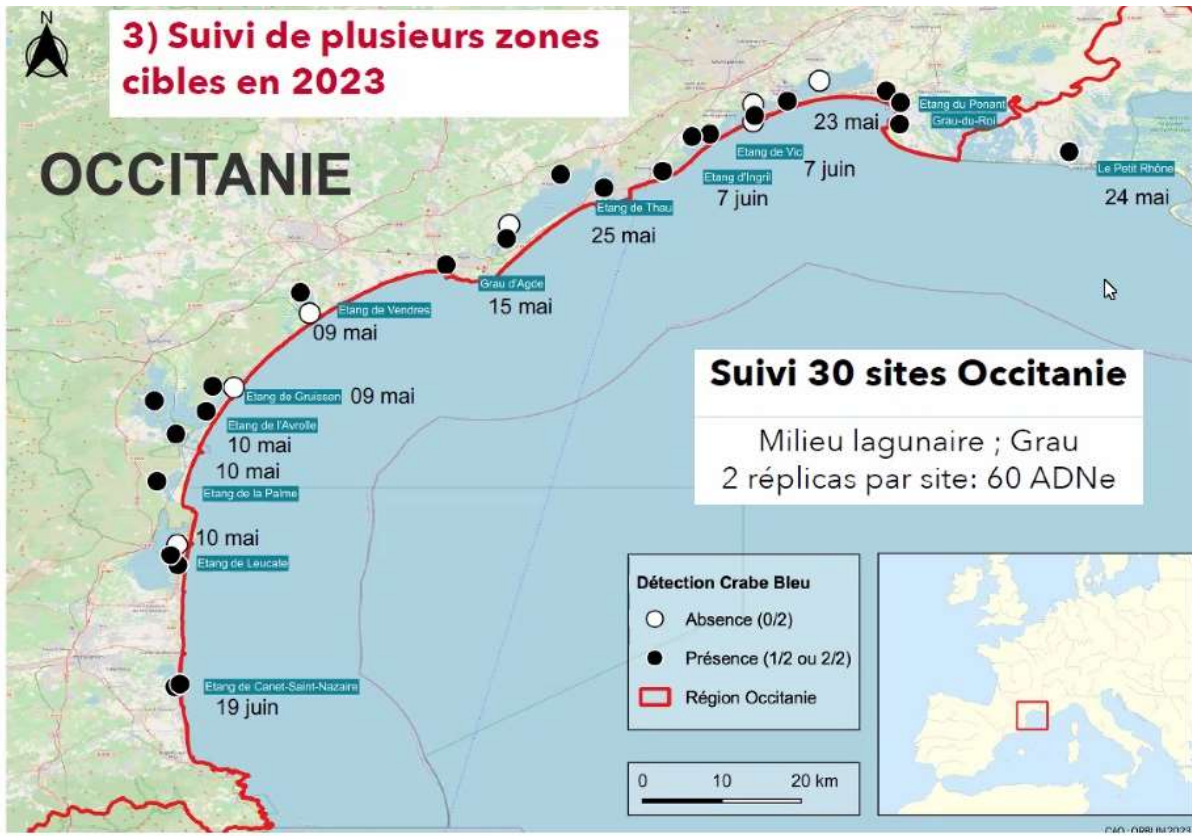 N
3) Suivi de plusieurs zones
cibles en 2023
OCCITANIE
Etang du Ponant
23 mai
Grau-du-Roi
Etang de Vic
7 juin
Le Petit Rhône
24 mai
Etang d'Ingril
7 juin
Etang de Thau
25 mai
Grau d'Agde
15 mai
Etang de Vendres
09 mai
Etang de Gruissan
09 mai
Etang de l'Ayrolle
10 mai
10 mai
Etang de la Palme
10 mai
Etang de Leucate
Etang de Canet-Saint-Nazaire
19 juin
Suivi 30 sites Occitanie
Milieu lagunaire ; Grau
2 réplicas par site: 60 ADNe
Détection Crabe Bleu
Absence (0/2)
Présence (1/2 ou 2/2)
Région Occitanie
0 10 20 km